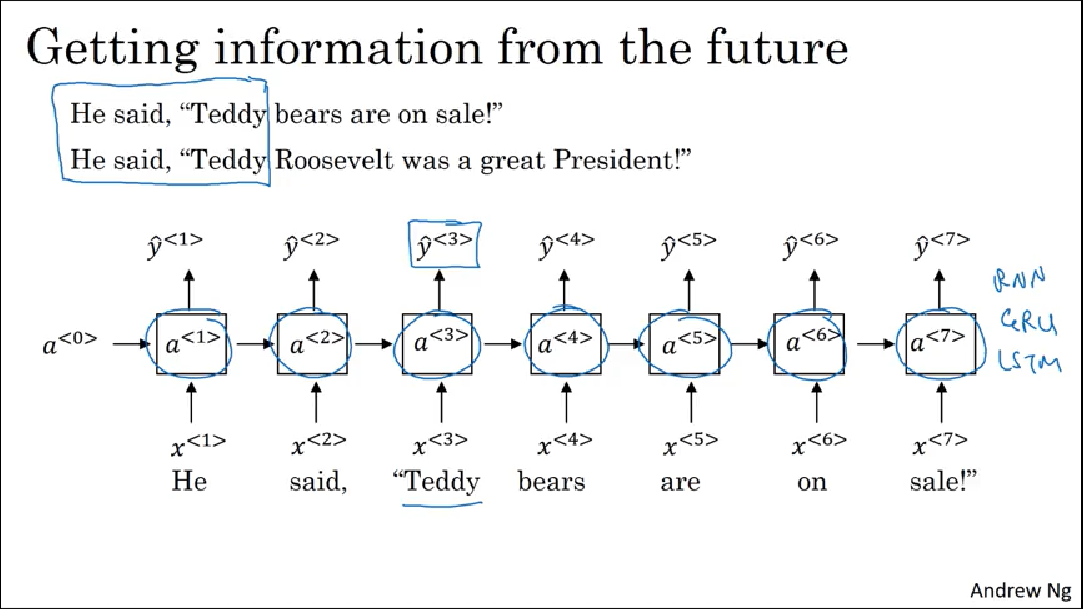 Getting information from the future
He said, “Teddy bears are on sale!”
He said, “Teddy Roosevelt was a great President!”
ŷ<1> ŷ<2> ŷ<3> ŷ<4> ŷ<5> ŷ<6> ŷ<7>
RNN
GRU
LSTM
a<0> a<1> a<2> a<3> a<4> a<5> a<6> a<7>
x<1> x<2> x<3> x<4> x<5> x<6> x<7>
He said, “Teddy bears are on sale!”
Andrew Ng